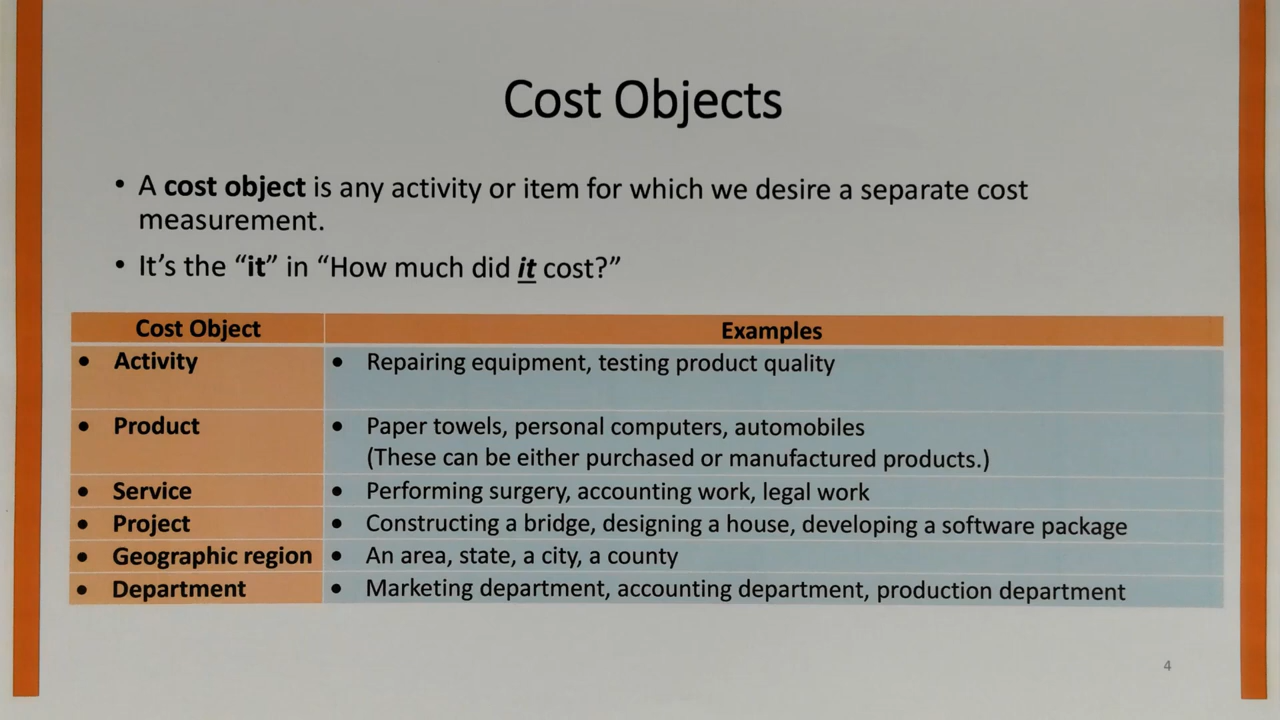 Cost Objects
• A cost object is any activity or item for which we desire a separate cost
measurement.
• It’s the “it” in “How much did it cost?”
Cost Object Examples
• Activity • Repairing equipment, testing product quality
• Product • Paper towels, personal computers, automobiles
(These can be either purchased or manufactured products.)
• Service • Performing surgery, accounting work, legal work
• Project • Constructing a bridge, designing a house, developing a software package
• Geographic region • An area, state, a city, a county
• Department • Marketing department, accounting department, production department
4